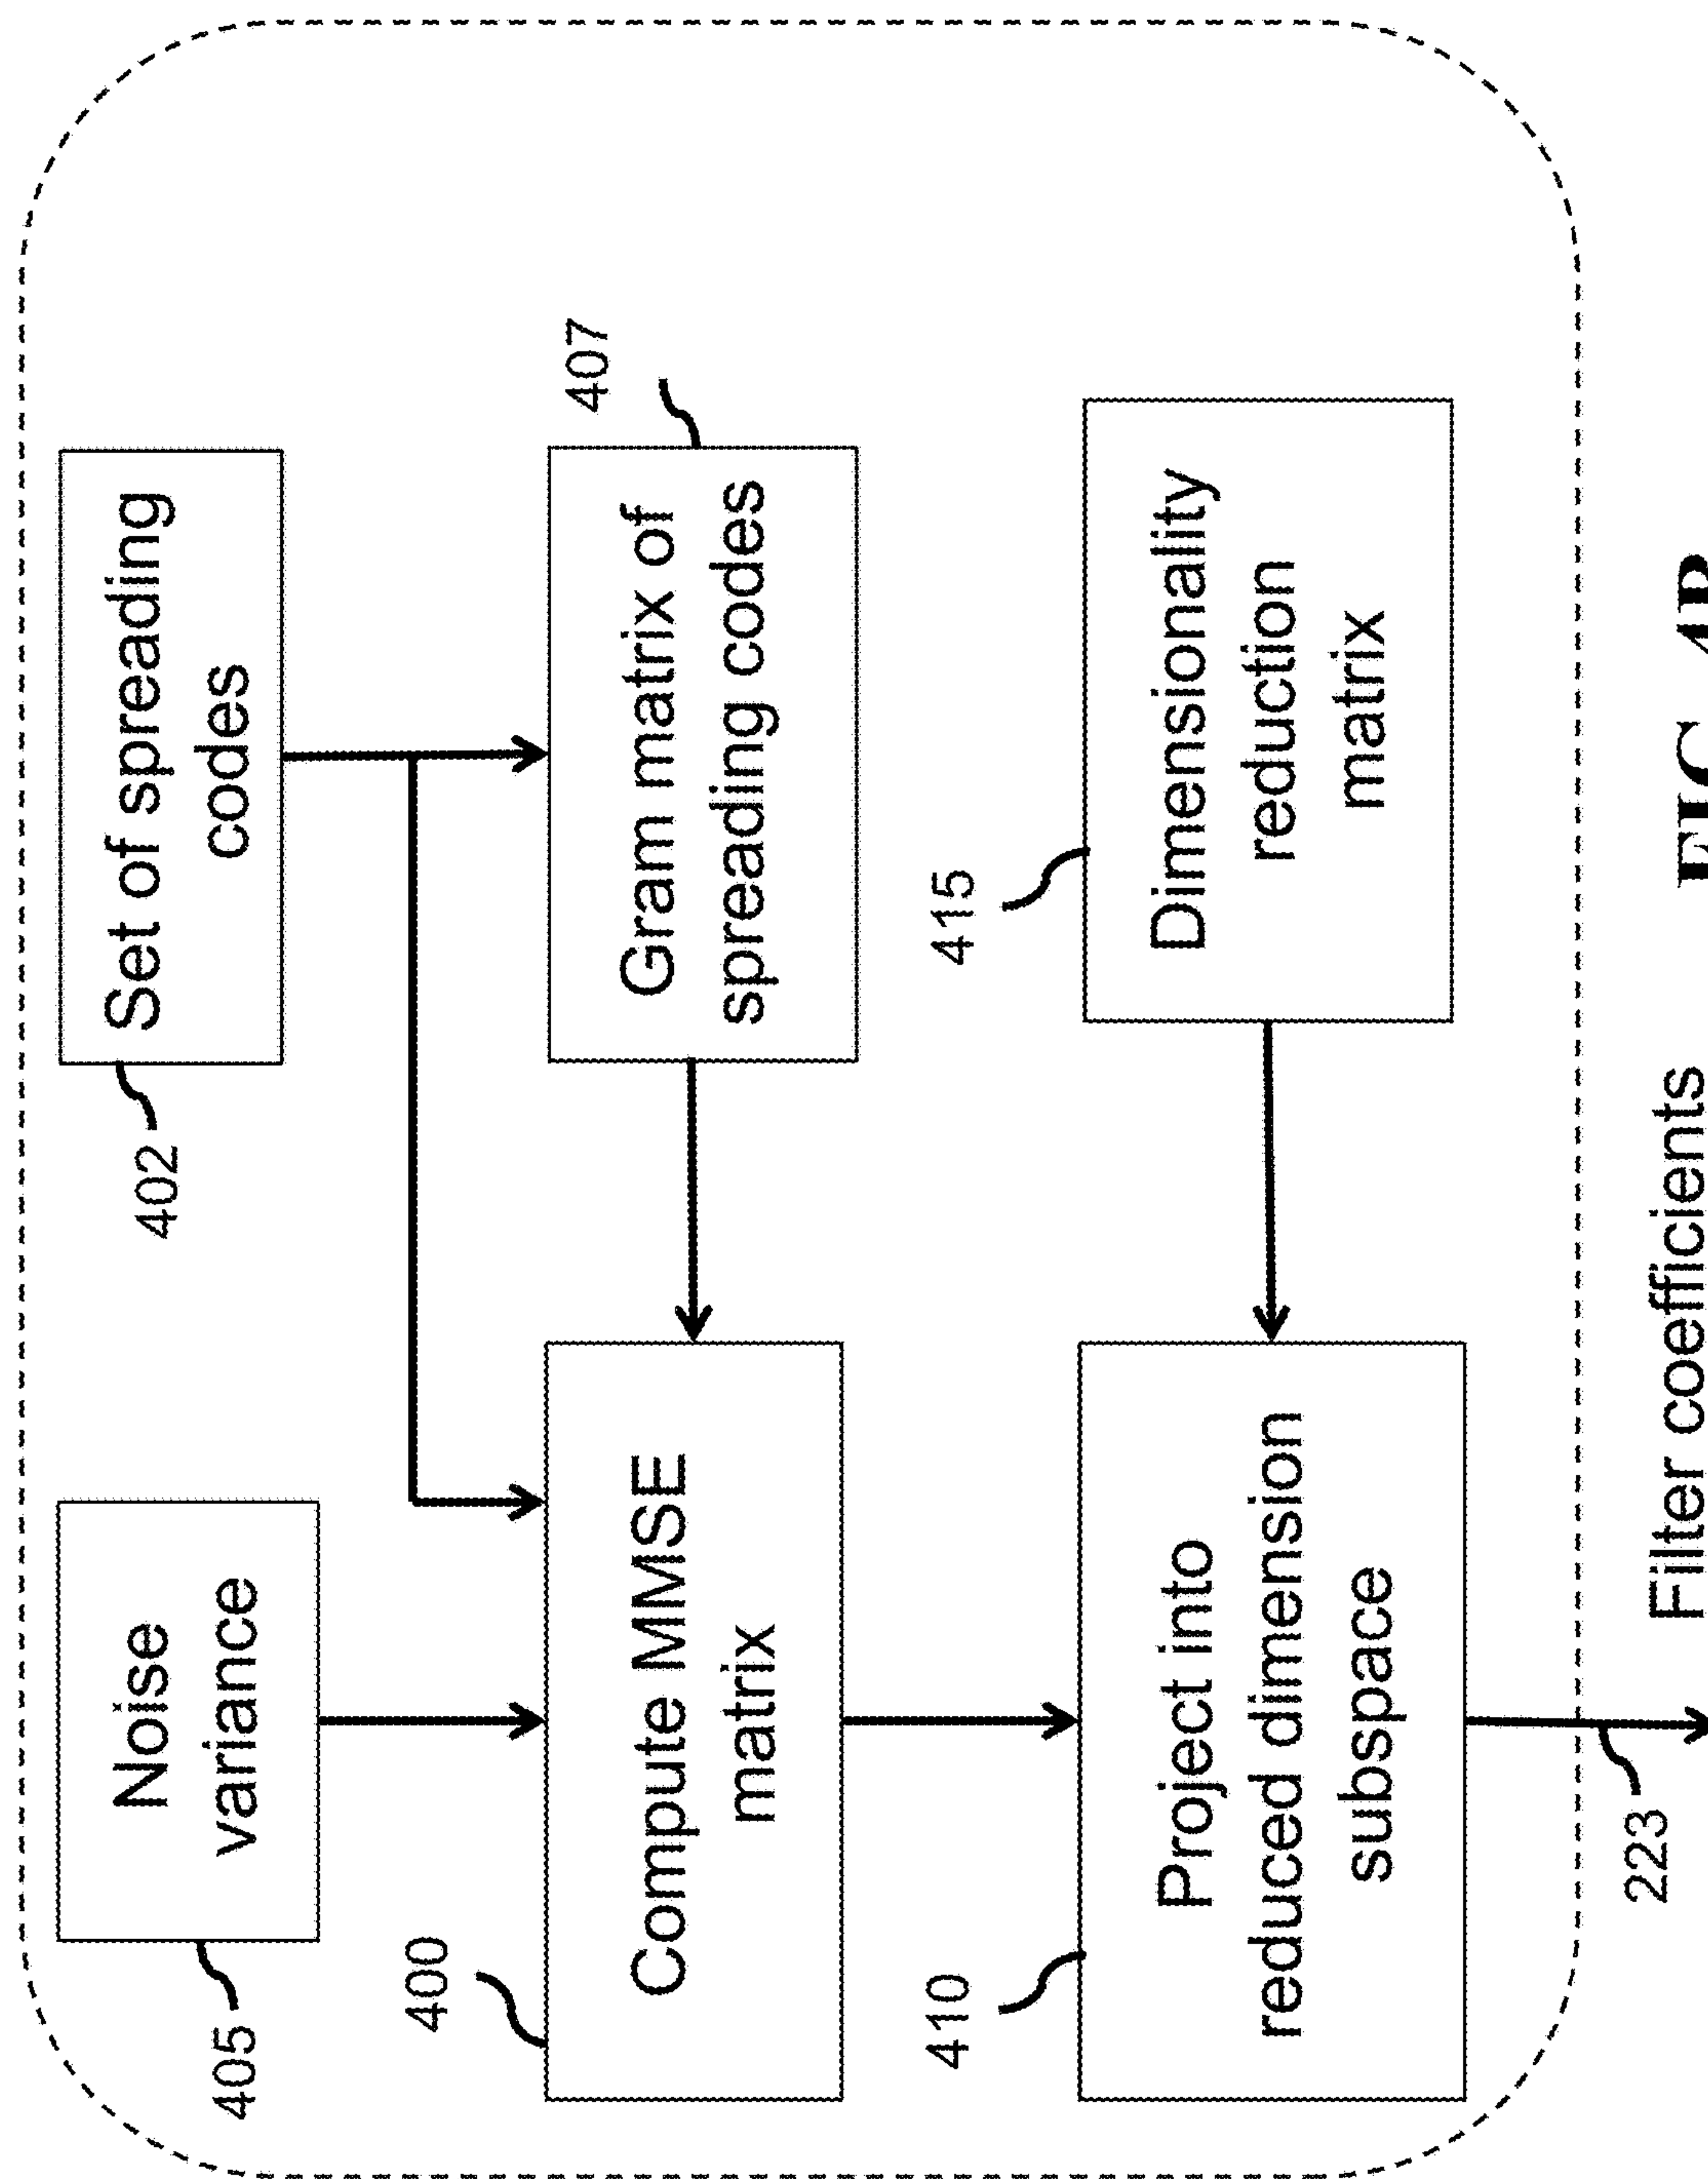 405
Noise
variance
402
Set of spreading
codes
400
Compute MMSE
matrix
407
Gram matrix of
spreading codes
410
Project into
reduced dimension
subspace
415
Dimensionality
reduction
matrix
223
Filter coefficients
FIG